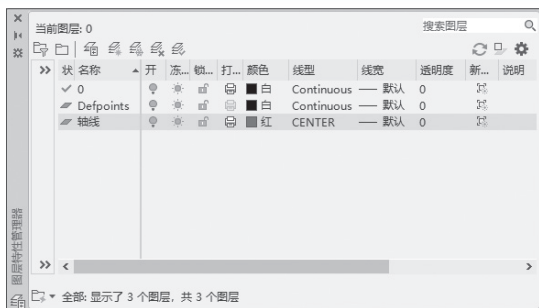 当前图层: 0
搜索图层
状 名称 开 冻... 锁... 打... 颜色 线型 线宽 透明度 新... 说明
0 白 Continuous 默认 0
Defpoints 白 Continuous 默认 0
轴线 红 CENTER 默认 0
全部: 显示了 3 个图层，共 3 个图层
图层特性管理器